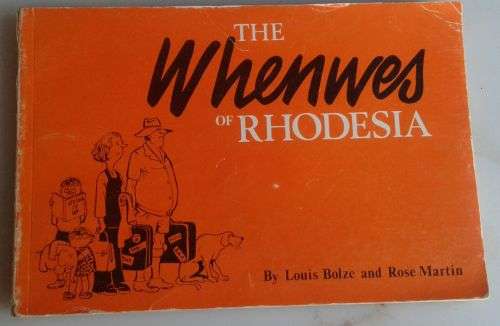 THE
Whenwes
OF RHODESIA
By Louis Bolze and Rose Martin